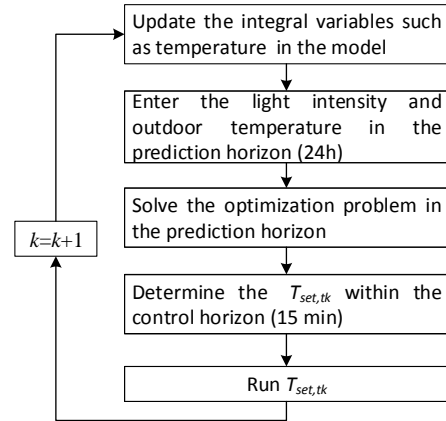 Update the integral variables such
as temperature in the model
Enter the light intensity and
outdoor temperature in the
prediction horizon (24h)
Solve the optimization problem in
the prediction horizon
k=k+1
Determine the T_set,tk within the
control horizon (15 min)
Run T_set,tk